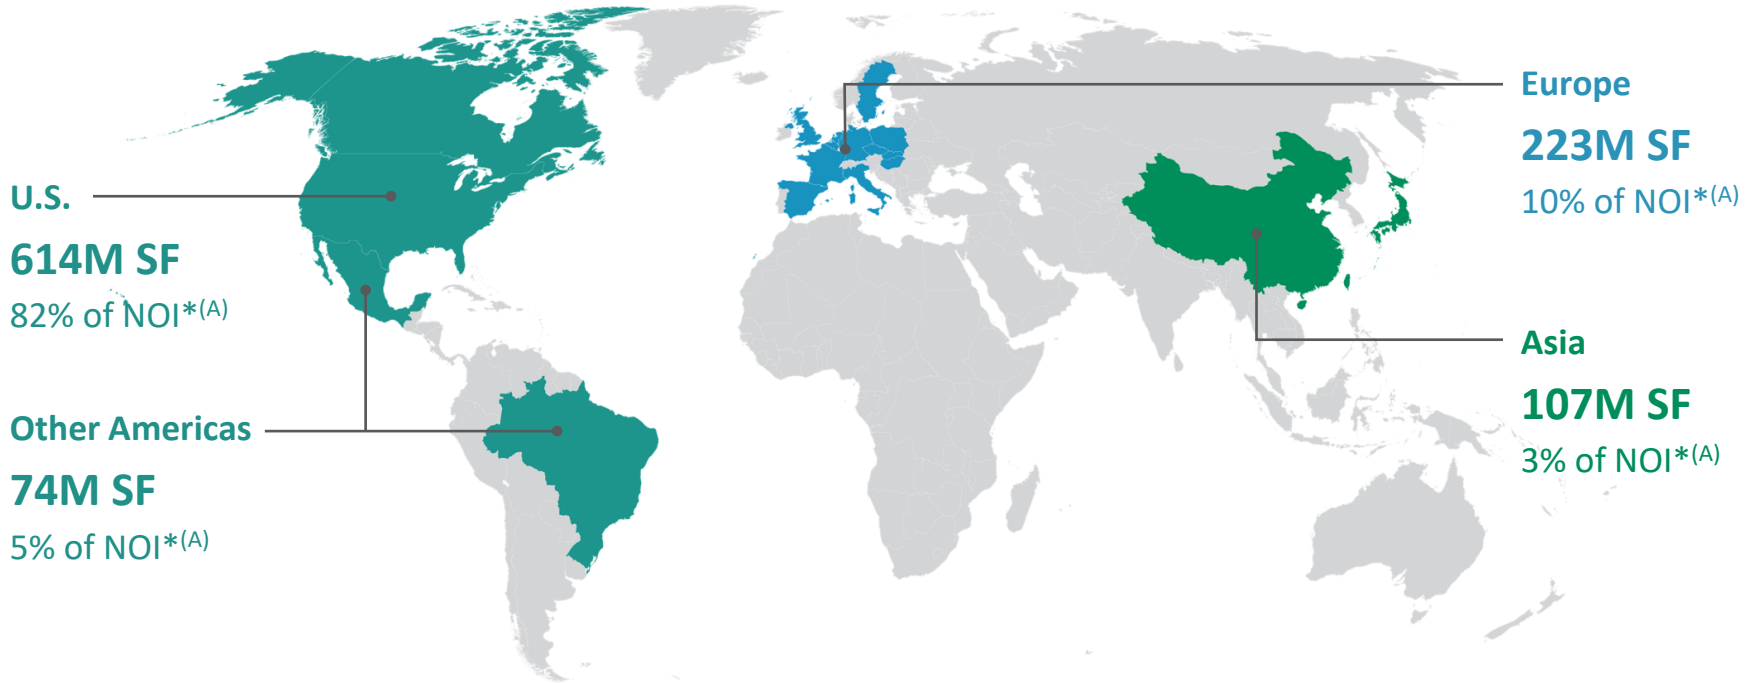 U.S.
614M SF
82% of NOI*(A)
Other Americas
74M SF
5% of NOI*(A)
Europe
223M SF
10% of NOI*(A)
Asia
107M SF
3% of NOI*(A)